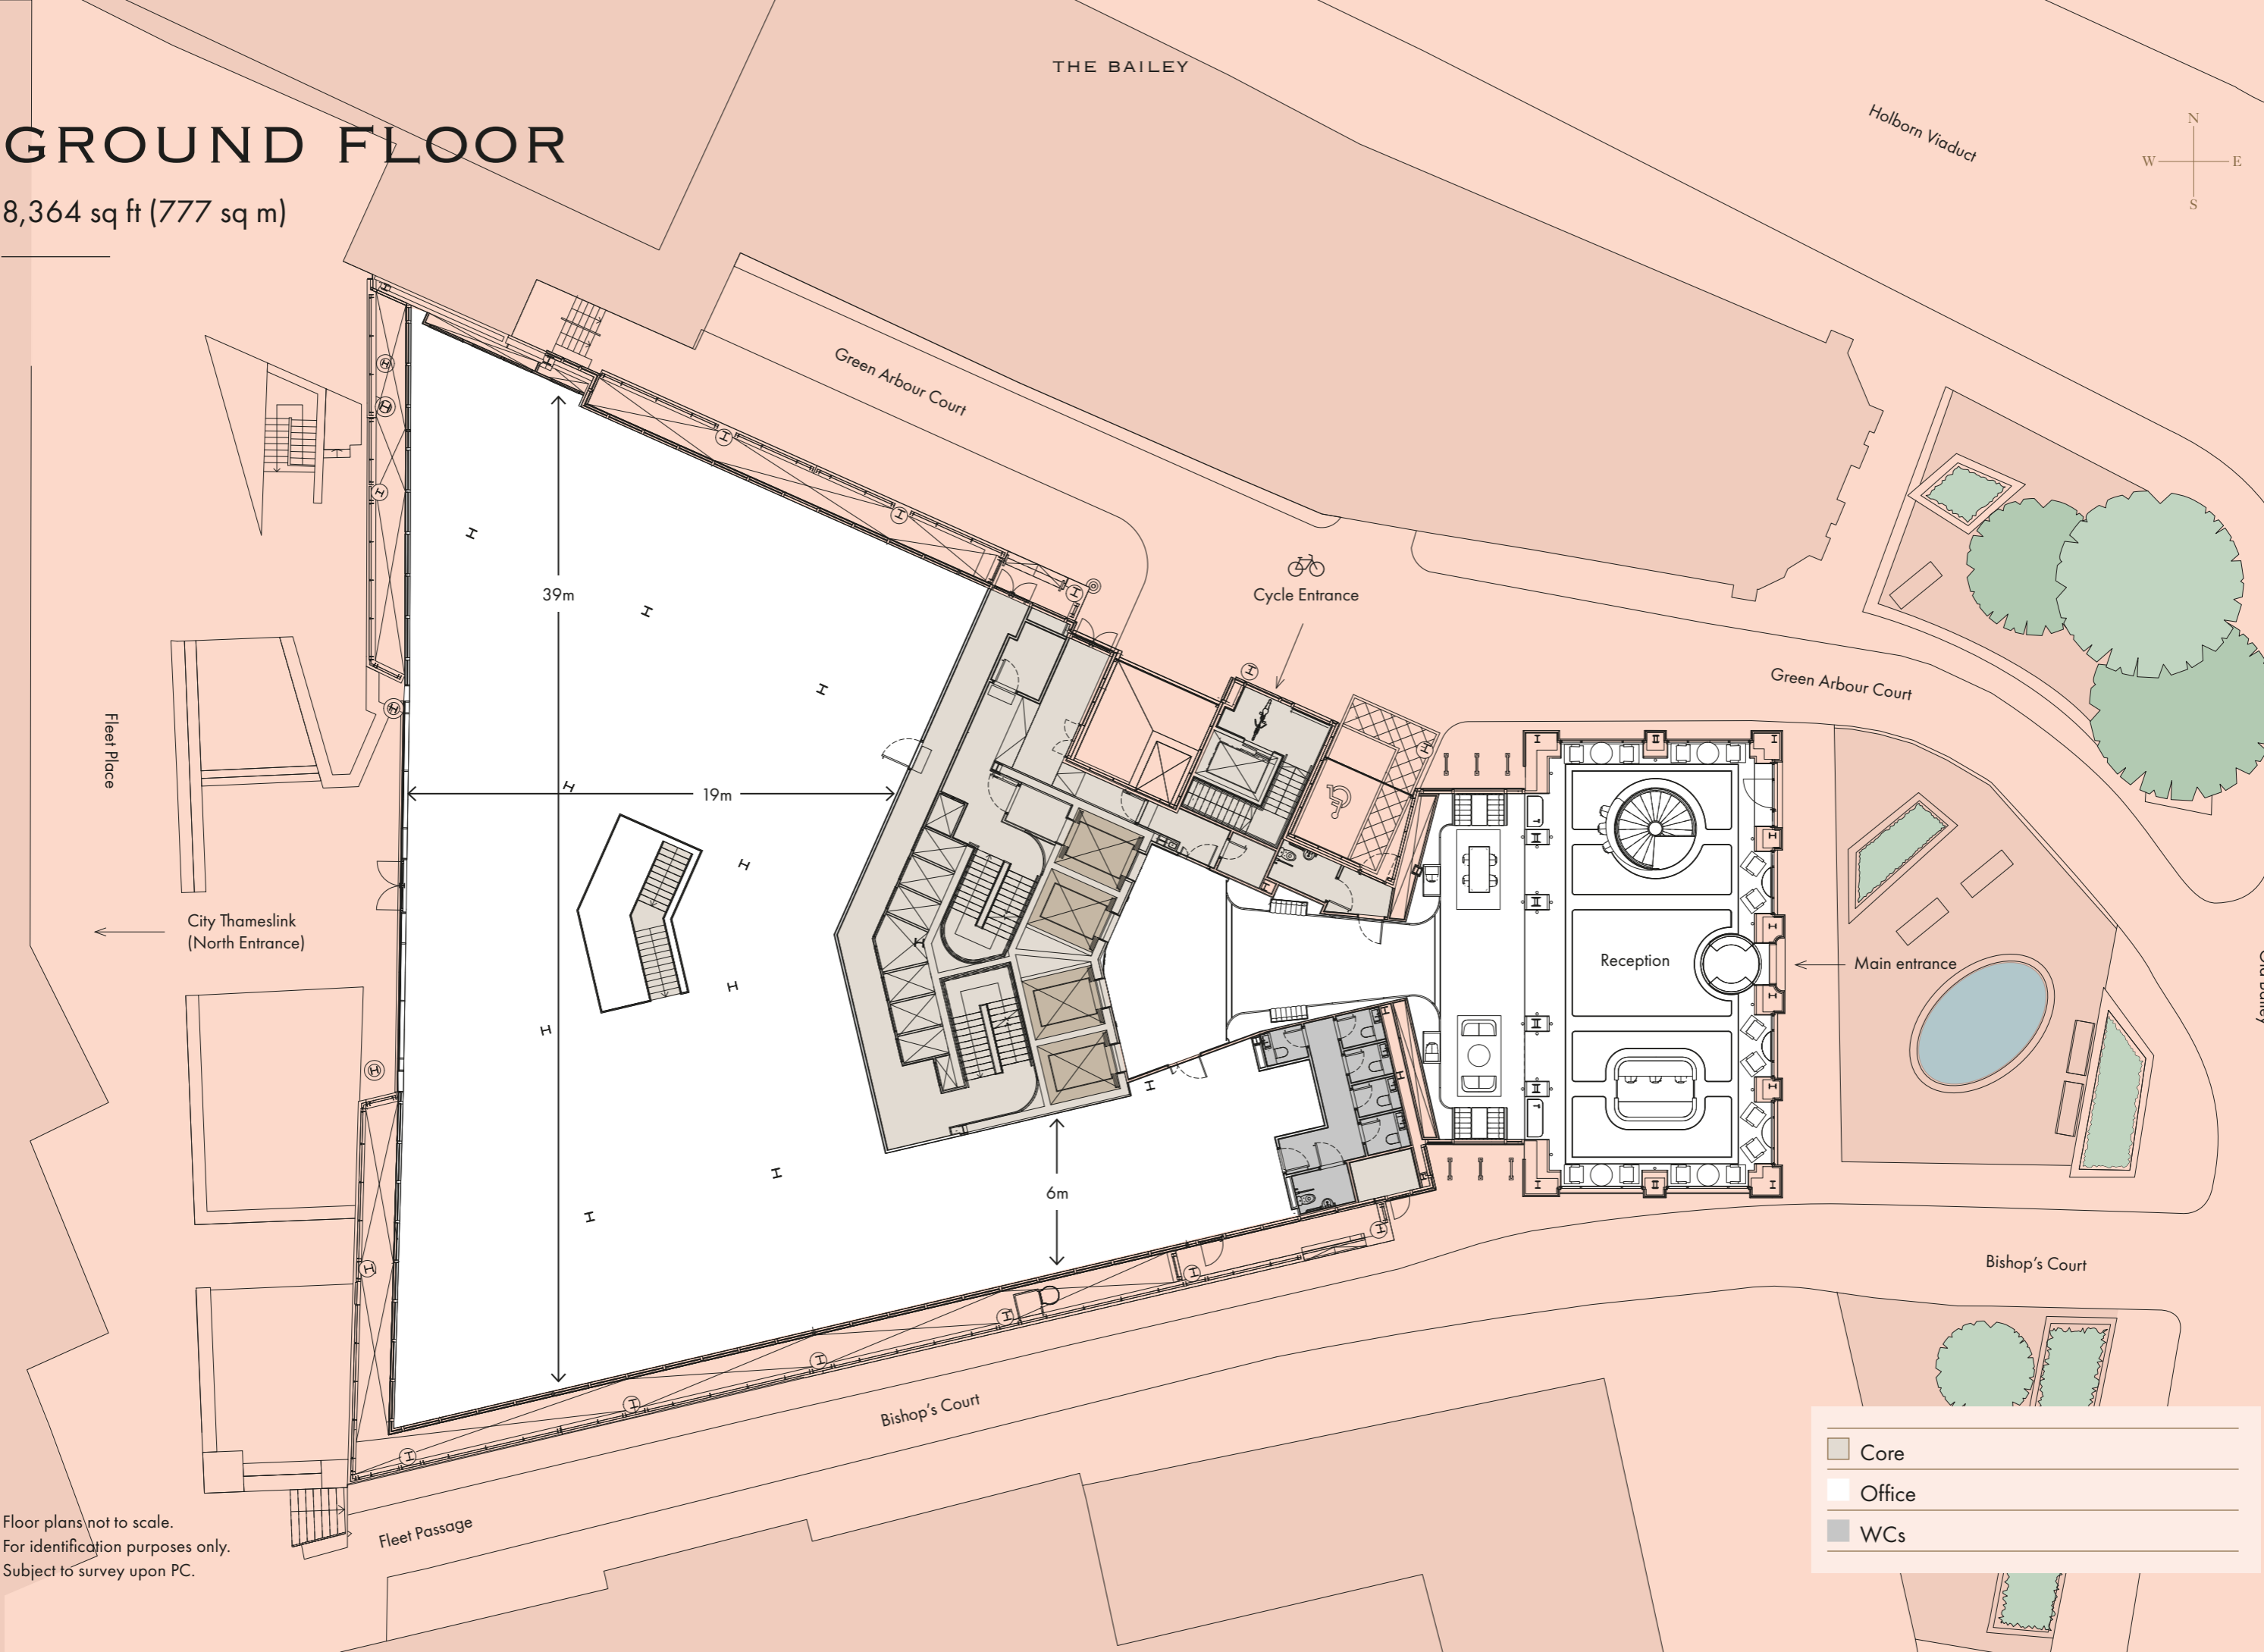 THE BAILEY
Holborn Viaduct
N
W
E
S
GROUND FLOOR
8,364 sq ft (777 sq m)
Green Arbour Court
39m
Cycle Entrance
Green Arbour Court
Fleet Place
19m
City Thameslink
(North Entrance)
Reception
Main entrance
Old Bailey
6m
Bishop's Court
Bishop's Court
Core
Office
WCs
Floor plans not to scale.
For identification purposes only.
Subject to survey upon PC.
Fleet Passage